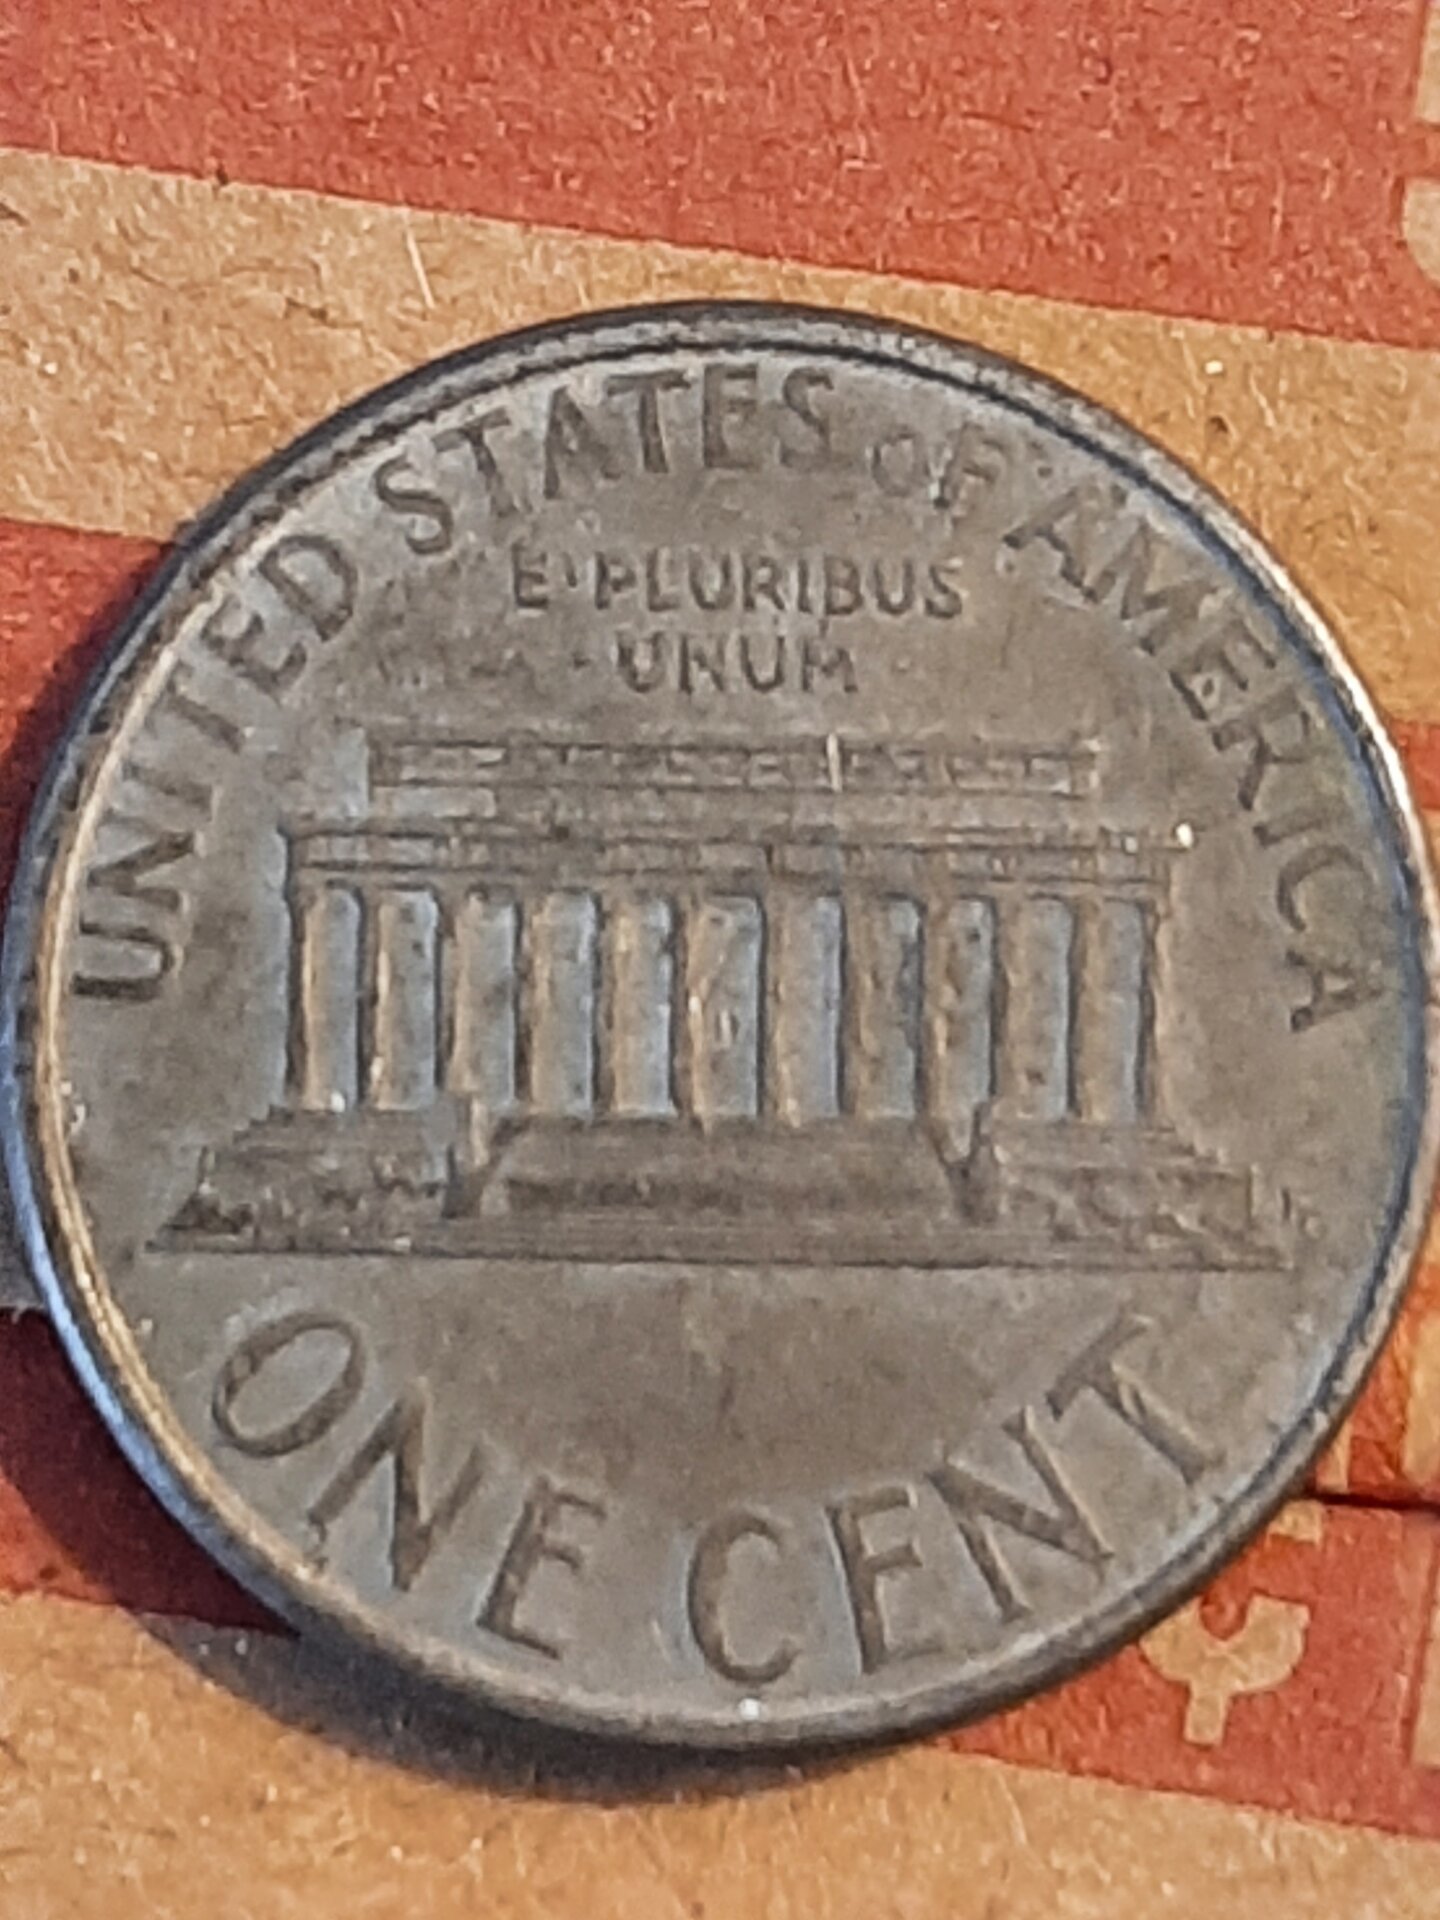 UNITED STATES OF AMERICA
E·PLURIBUS
UNUM
ONE CENT